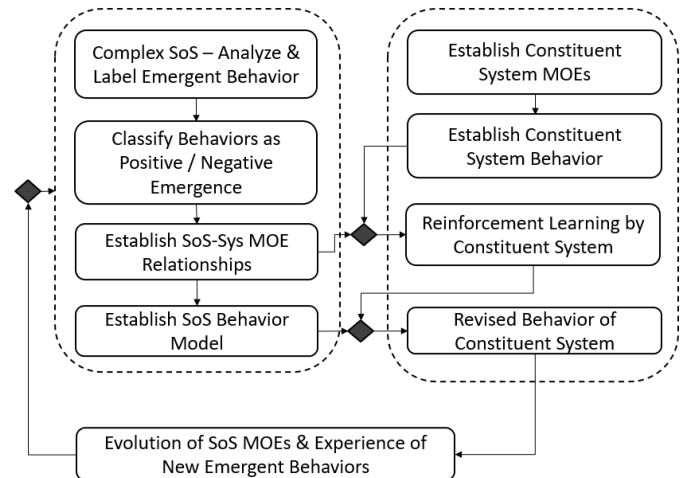 Complex SoS – Analyze &
Label Emergent Behavior
Classify Behaviors as
Positive / Negative
Emergence
Establish SoS-Sys MOE
Relationships
Establish SoS Behavior
Model
Establish Constituent
System MOEs
Establish Constituent
System Behavior
Reinforcement Learning by
Constituent System
Revised Behavior of
Constituent System
Evolution of SoS MOEs & Experience of
New Emergent Behaviors